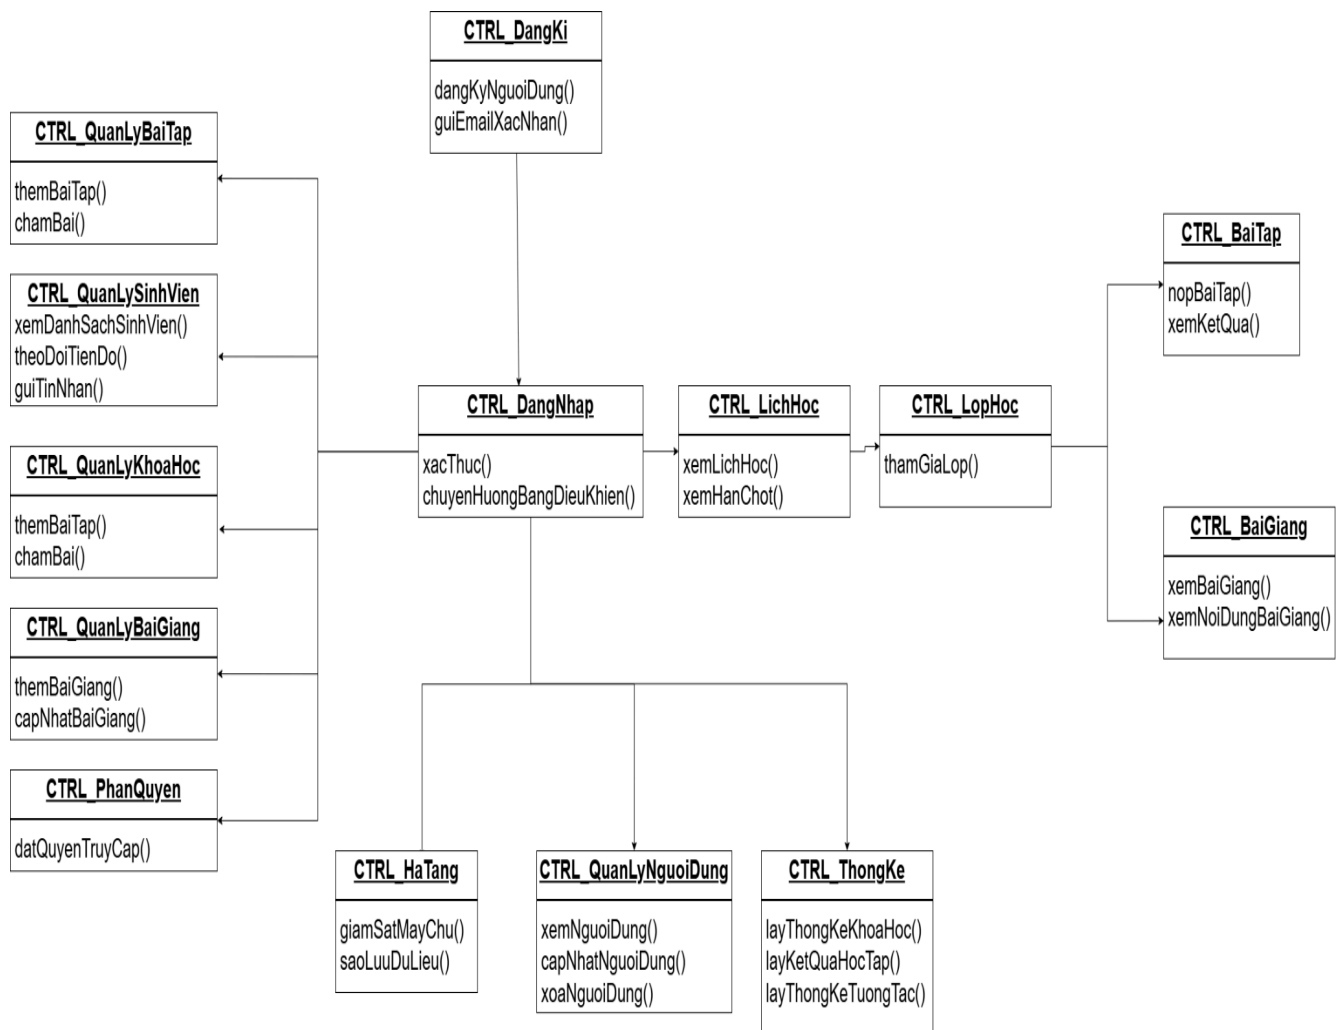 CTRL_DangKi
dangKyNguoiDung()
guiEmailXacNhan()
CTRL_QuanLyBaiTap
themBaiTap()
chamBai()
CTRL_QuanLySinhVien
xemDanhSachSinhVien()
theoDoiTienDo()
guiTinNhan()
CTRL_QuanLyKhoaHoc
themBaiTap()
chamBai()
CTRL_QuanLyBaiGiang
themBaiGiang()
capNhatBaiGiang()
CTRL_PhanQuyen
datQuyenTruyCap()
CTRL_DangNhap
xacThuc()
chuyenHuongBangDieuKhien()
CTRL_LichHoc
xemLichHoc()
xemHanChot()
CTRL_LopHoc
thamGiaLop()
CTRL_BaiTap
nopBaiTap()
xemKetQua()
CTRL_BaiGiang
xemBaiGiang()
xemNoiDungBaiGiang()
CTRL_HaTang
giamSatMayChu()
saoLuuDuLieu()
CTRL_QuanLyNguoiDung
xemNguoiDung()
capNhatNguoiDung()
xoaNguoiDung()
CTRL_ThongKe
layThongKeKhoaHoc()
layKetQuaHocTap()
layThongKeTuongTac()